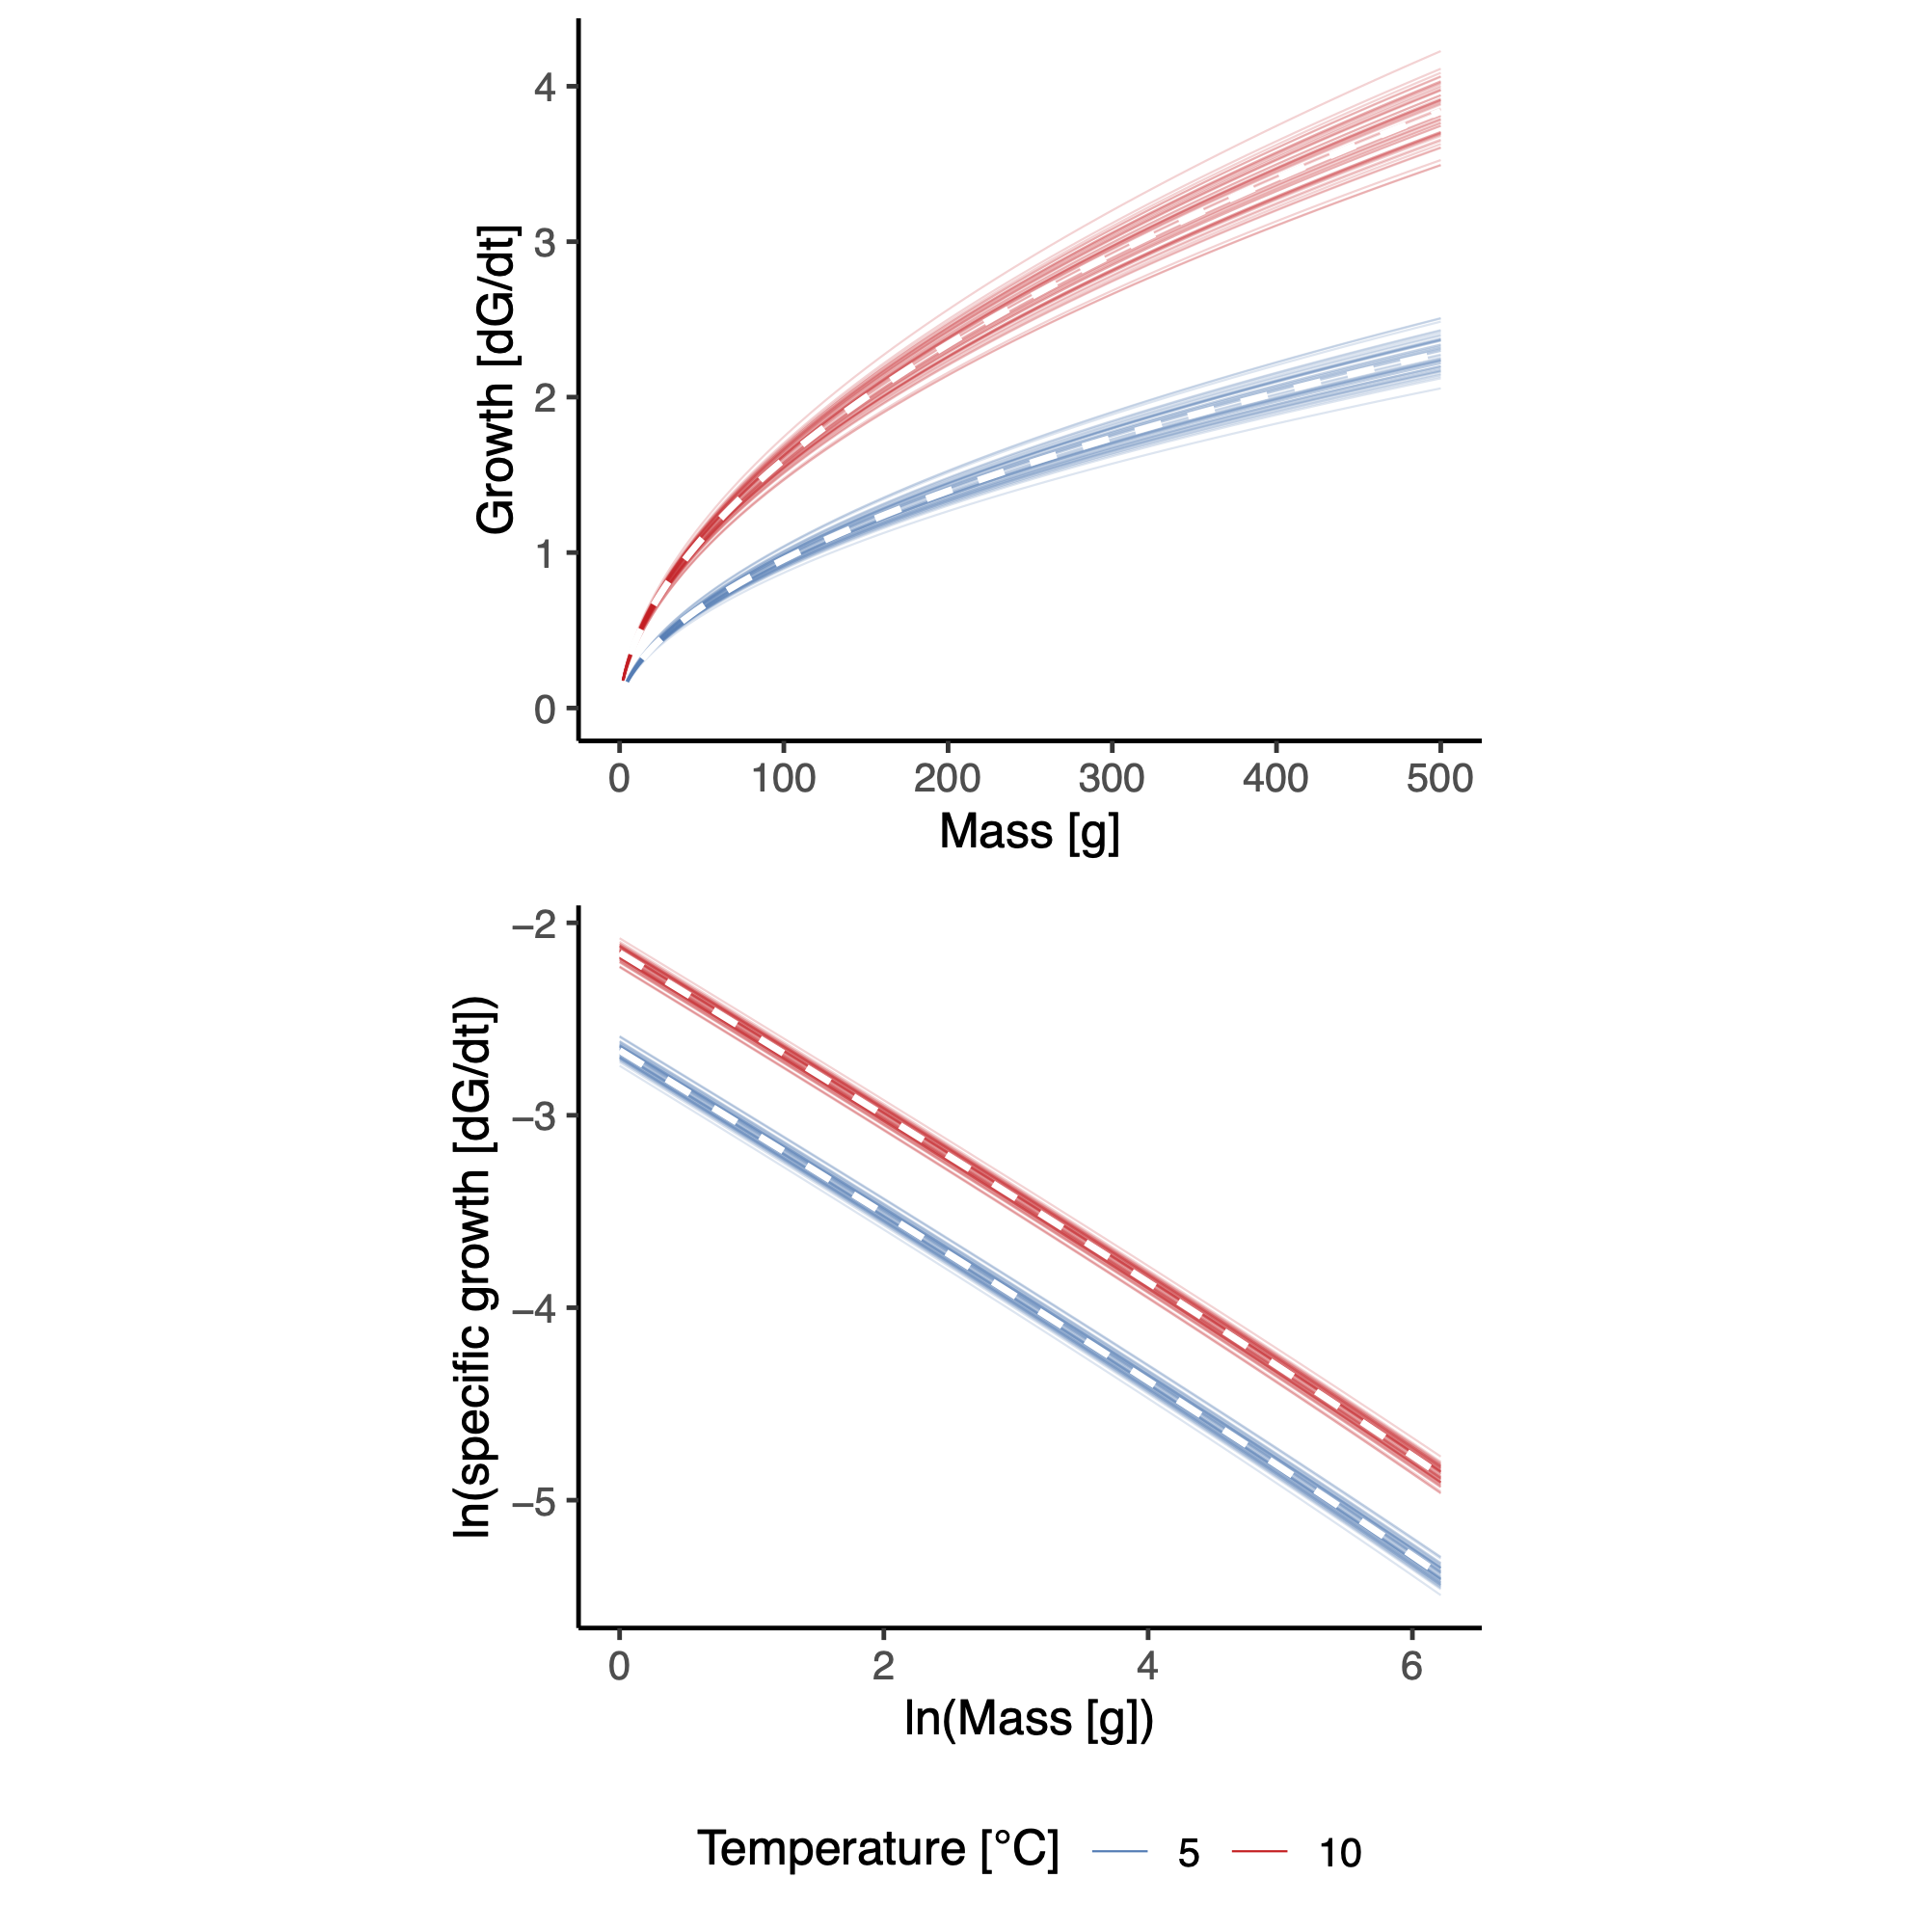 Growth [dG/dt]
4
3
2
1
0
0 100 200 300 400 500
Mass [g]
ln(specific growth [dG/dt])
−2
−3
−4
−5
0 2 4 6
ln(Mass [g])
Temperature [°C] 5 10